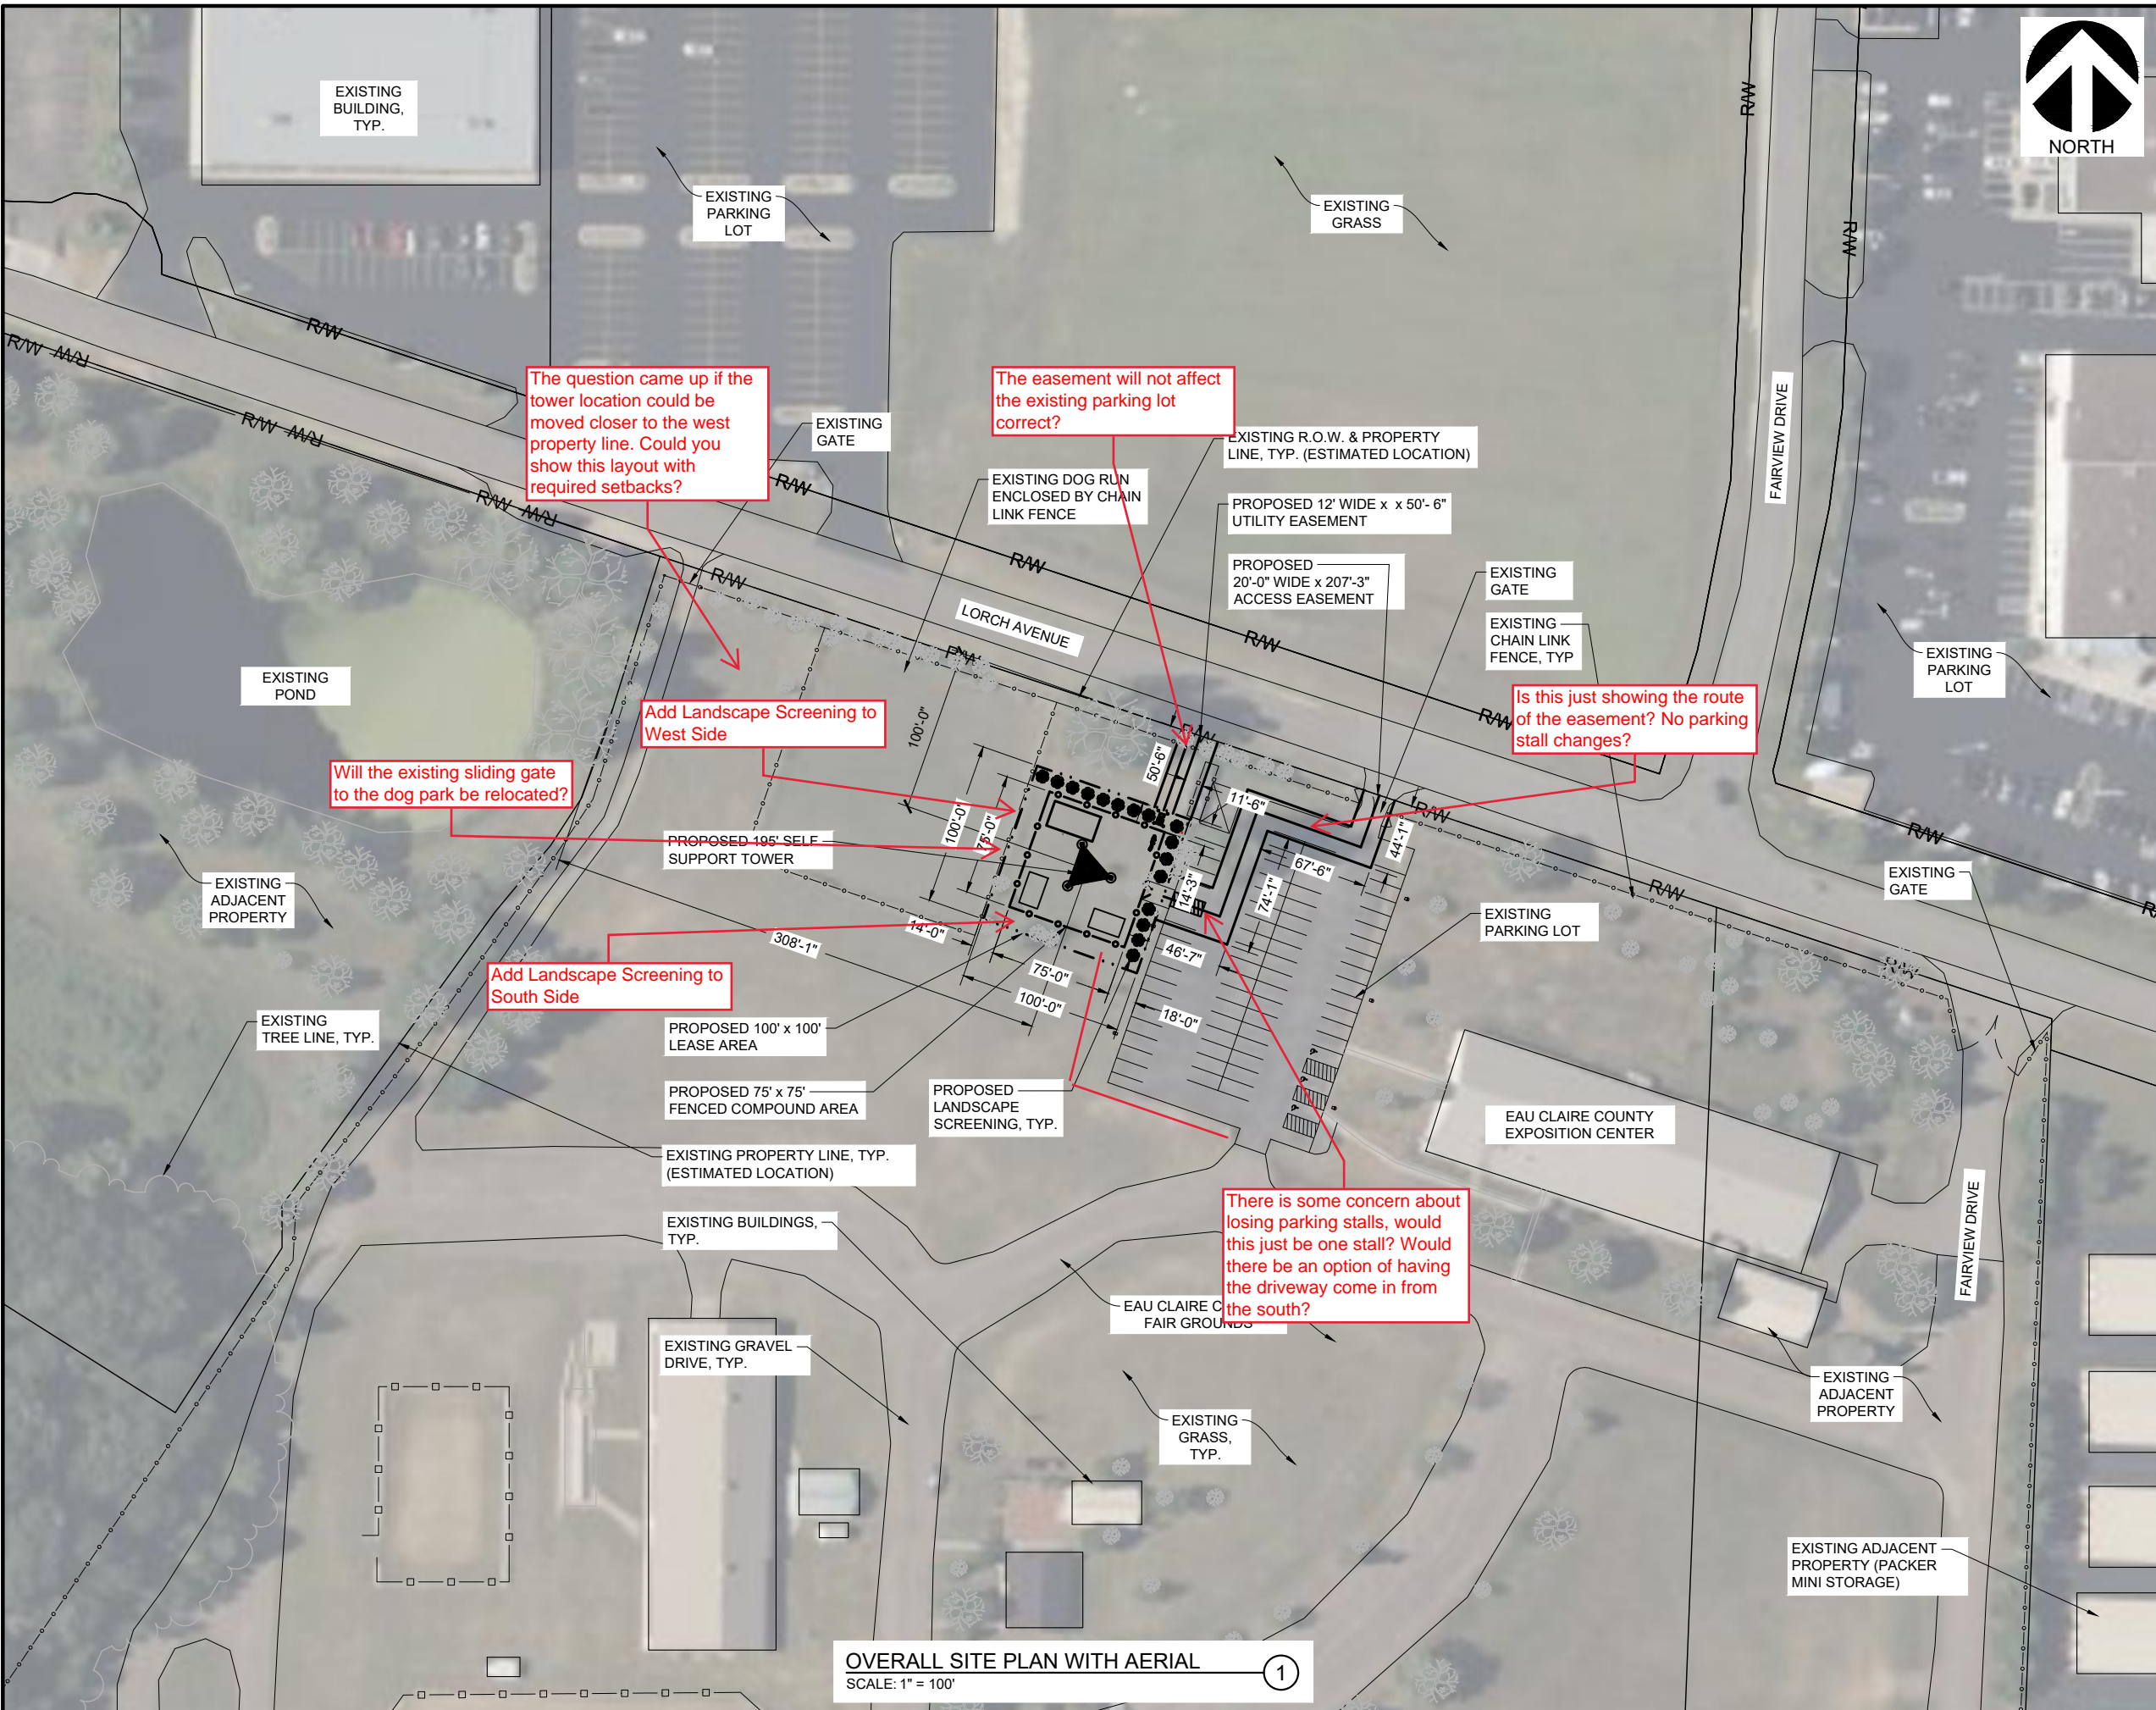 NORTH
EXISTING
BUILDING,
TYP.
EXISTING
PARKING
LOT
EXISTING
GRASS
R/W
R/W
R/W
R/W
R/W
R/W
R/W
R/W
R/W
The question came up if the
tower location could be
moved closer to the west
property line. Could you
show this layout with
required setbacks?
The easement will not affect
the existing parking lot
correct?
EXISTING
GATE
EXISTING R.O.W. & PROPERTY
LINE, TYP. (ESTIMATED LOCATION)
FAIRVIEW DRIVE
EXISTING DOG RUN
ENCLOSED BY CHAIN
LINK FENCE
R/W
PROPOSED 12' WIDE x x 50'- 6"
UTILITY EASEMENT
PROPOSED
20'-0" WIDE x 207'-3"
ACCESS EASEMENT
R/W
R/W
LORCH AVENUE
R/W
R/W
EXISTING
GATE
EXISTING
CHAIN LINK
FENCE, TYP
EXISTING
PARKING
LOT
EXISTING
POND
Add Landscape Screening to
West Side
Is this just showing the route
of the easement? No parking
stall changes?
R/W
R/W
R/W
R/W
Will the existing sliding gate
to the dog park be relocated?
100'-0"
50'-6"
11'-6"
100'-0"
75'-0"
44'-1"
67'-6"
14'-3"
74'-1"
PROPOSED 195' SELF
SUPPORT TOWER
EXISTING
ADJACENT
PROPERTY
R/W
EXISTING
GATE
EXISTING
PARKING LOT
308'-1"
14'-0"
46'-7"
75'-0"
100'-0"
18'-0"
R/W
Add Landscape Screening to
South Side
EXISTING
TREE LINE, TYP.
PROPOSED 100' x 100'
LEASE AREA
PROPOSED 75' x 75'
FENCED COMPOUND AREA
PROPOSED
LANDSCAPE
SCREENING, TYP.
EAU CLAIRE COUNTY
EXPOSITION CENTER
EXISTING PROPERTY LINE, TYP.
(ESTIMATED LOCATION)
EXISTING BUILDINGS,
TYP.
There is some concern about
losing parking stalls, would
this just be one stall? Would
there be an option of having
the driveway come in from
the south?
FAIRVIEW DRIVE
EAU CLAIRE C
FAIR GROUNDS
EXISTING GRAVEL
DRIVE, TYP.
EXISTING
ADJACENT
PROPERTY
EXISTING
GRASS,
TYP.
EXISTING ADJACENT
PROPERTY (PACKER
MINI STORAGE)
OVERALL SITE PLAN WITH AERIAL
1
SCALE: 1" = 100'